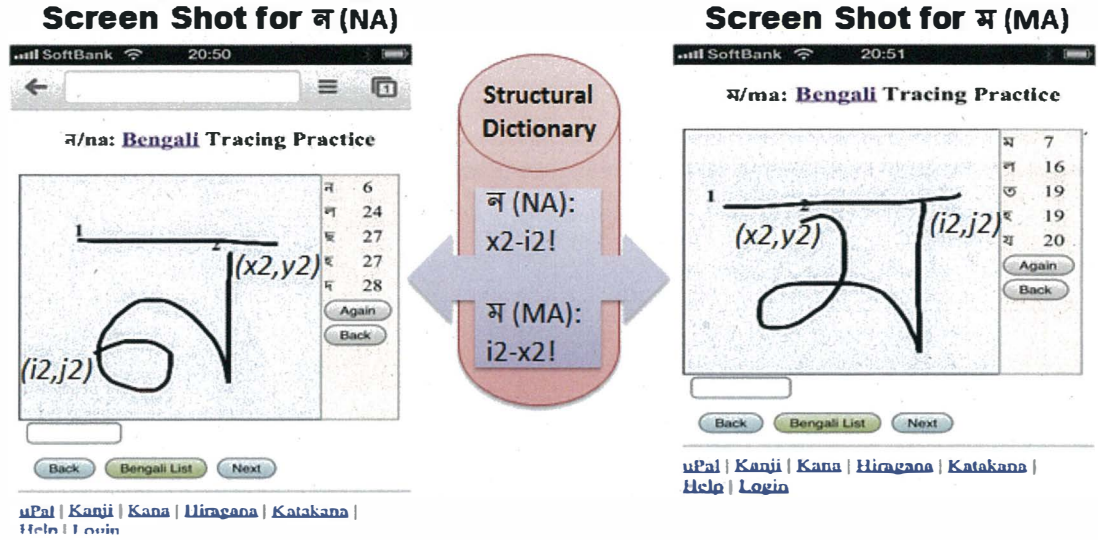 Screen Shot for ন (NA)
SoftBank 20:50
1
ন/na: Bengali Tracing Practice
1
2
(x2,y2)
(i2,j2)
ন 6
ল 24
27
হ 27
28
Again
Back
Back Bengali List Next
uPal | Kanji | Kana | Hiragana | Katakana |
Help | Login
Structural
Dictionary
ন (NA):
x2-i2!
ম (MA):
i2-x2!
Screen Shot for ম (MA)
SoftBank 20:51
ম/ma: Bengali Tracing Practice
1
2
(x2,y2)
(i2,j2)
ম 7
ল 16
ত 19
হ 19
য 20
Again
Back
Back Bengali List Next
uPal | Kanji | Kana | Hiragana | Katakana |
Help | Login